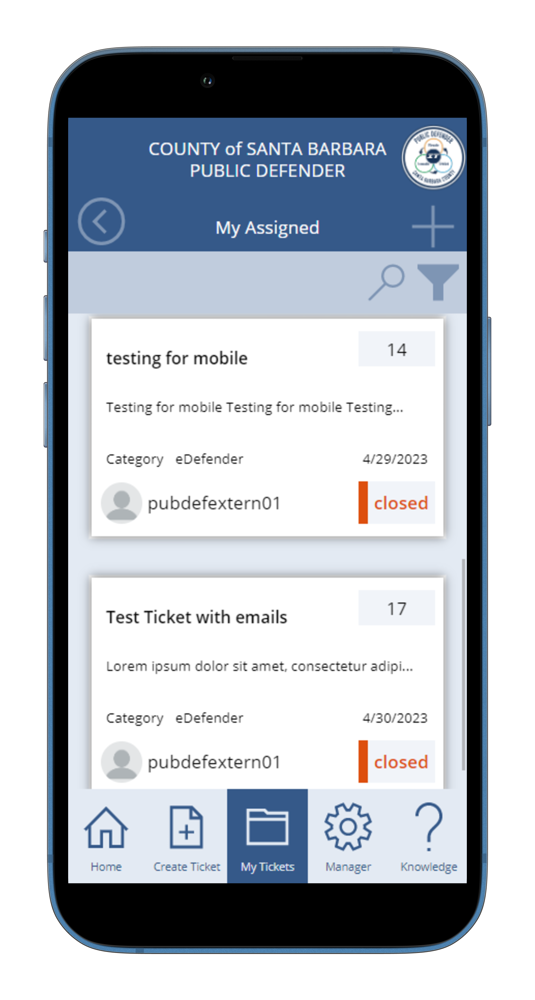 COUNTY of SANTA BARBARA
PUBLIC DEFENDER
PUBLIC DEFENDER
IT
SANTA BARBARA COUNTY
My Assigned
testing for mobile
14
Testing for mobile Testing for mobile Testing...
Category eDefender
4/29/2023
pubdefextern01
closed
Test Ticket with emails
17
Lorem ipsum dolor sit amet, consectetur adipi...
Category eDefender
4/30/2023
pubdefextern01
closed
Home
Create Ticket
My Tickets
Manager
Knowledge